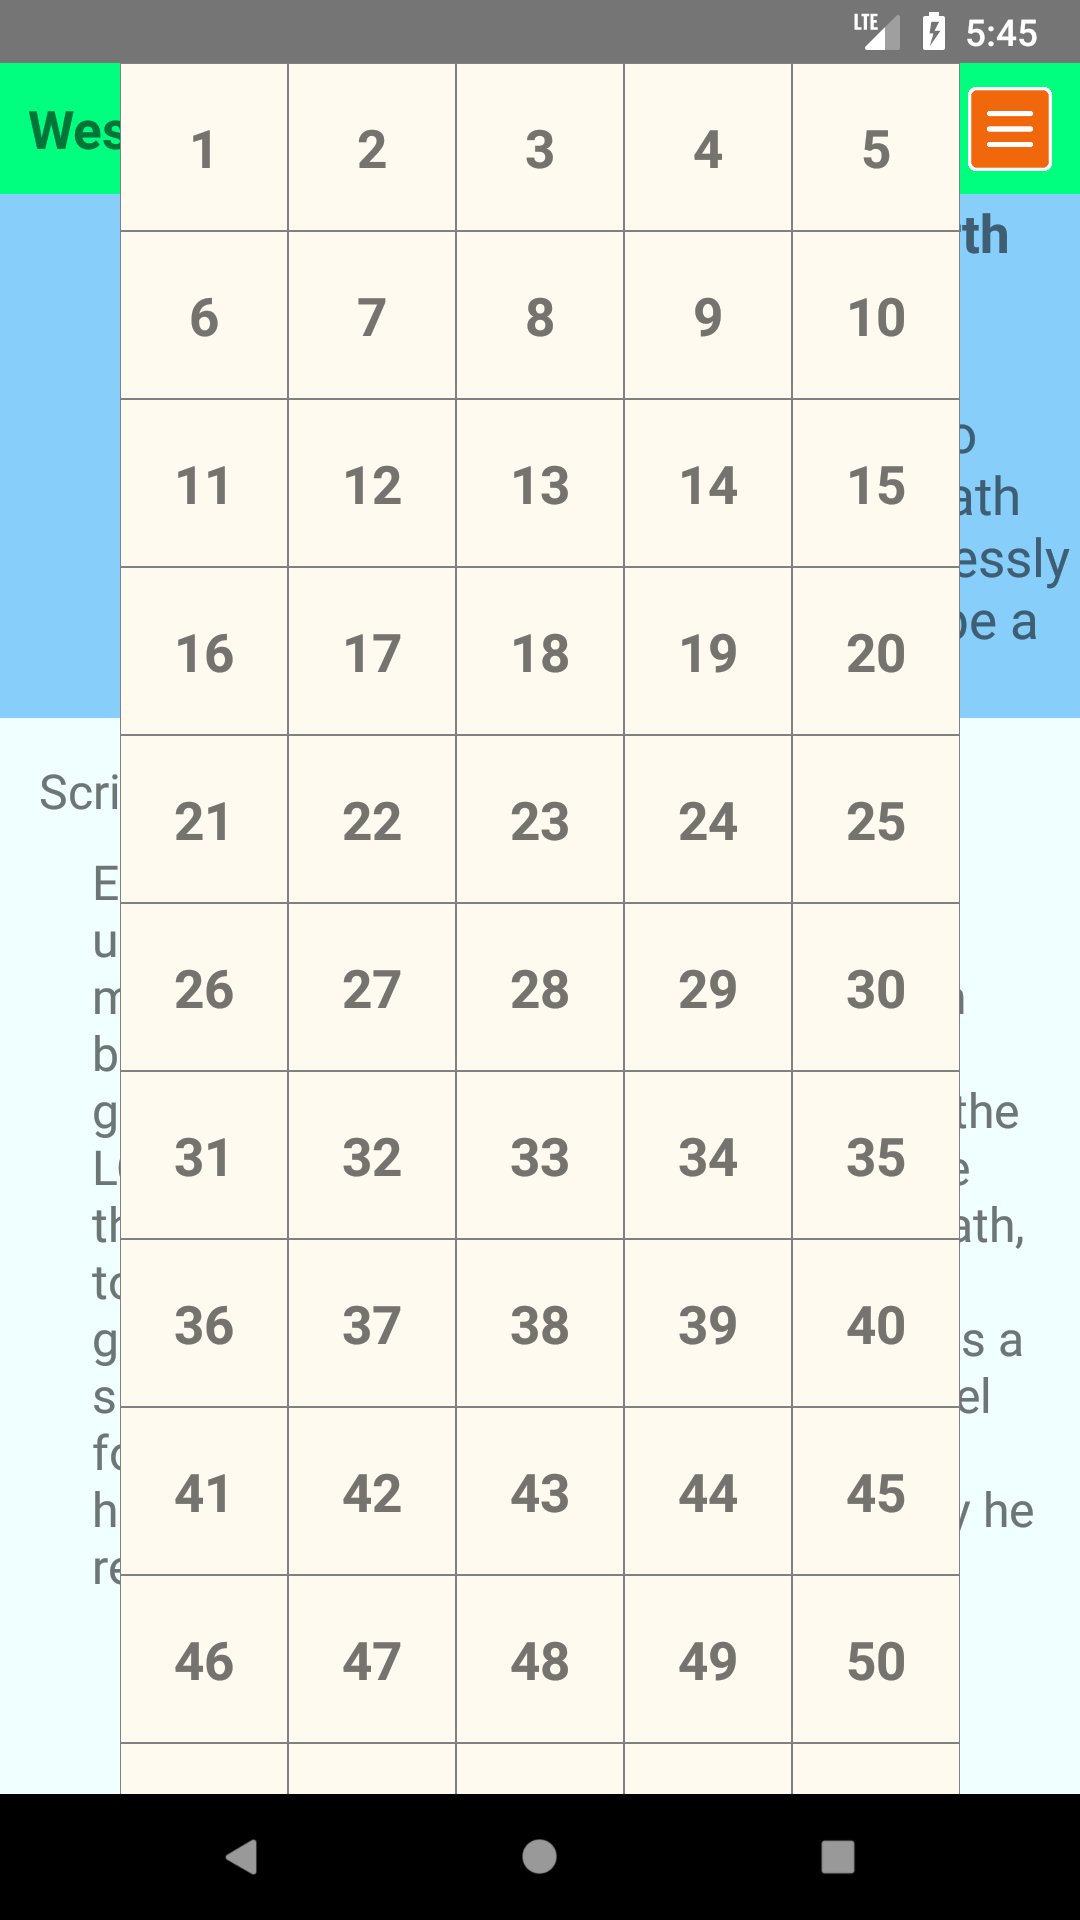 LTE 5:45
Wes
1 2 3 4 5
th
6 7 8 9 10
11 12 13 14 15
ath
essly
16 17 18 19 20
be a
Scri
21 22 23 24 25
E
u
26 27 28 29 30
m
b
g the
31 32 33 34 35
L e
th ath,
to
36 37 38 39 40
g s a
s el
fo
41 42 43 44 45
h y he
re
46 47 48 49 50